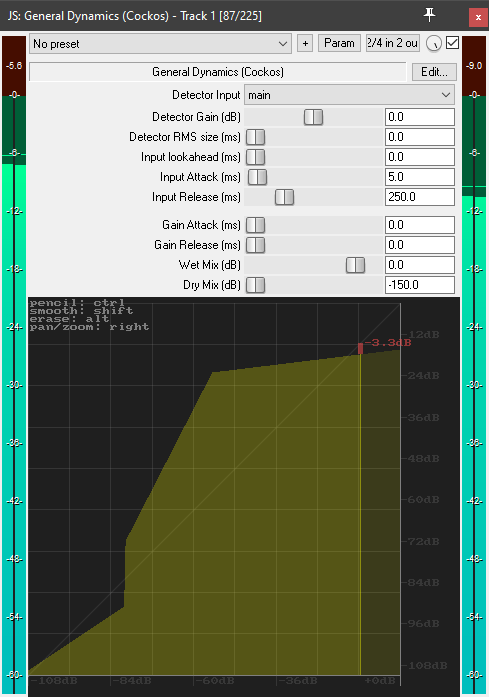 JS: General Dynamics (Cockos) - Track 1 [87/225]
No preset + Param 2/4 in 2 ou
General Dynamics (Cockos) Edit...
Detector Input main
Detector Gain (dB) 0.0
Detector RMS size (ms) 0.0
Input lookahead (ms) 0.0
Input Attack (ms) 5.0
Input Release (ms) 250.0
Gain Attack (ms) 0.0
Gain Release (ms) 0.0
Wet Mix (dB) 0.0
Dry Mix (dB) -150.0
-5.6 -9.0
-0- -0-
-6- -6-
-12- -12-
-18- -18-
-24- -24-
-30- -30-
-36- -36-
-42- -42-
-48- -48-
-54- -54-
-60- -60-
pencil: ctrl
smooth: shift
erase: alt
pan/zoom: right
-3.3dB
-12dB
-24dB
-36dB
-48dB
-60dB
-72dB
-84dB
-96dB
-108dB
-108dB -84dB -60dB -36dB +0dB